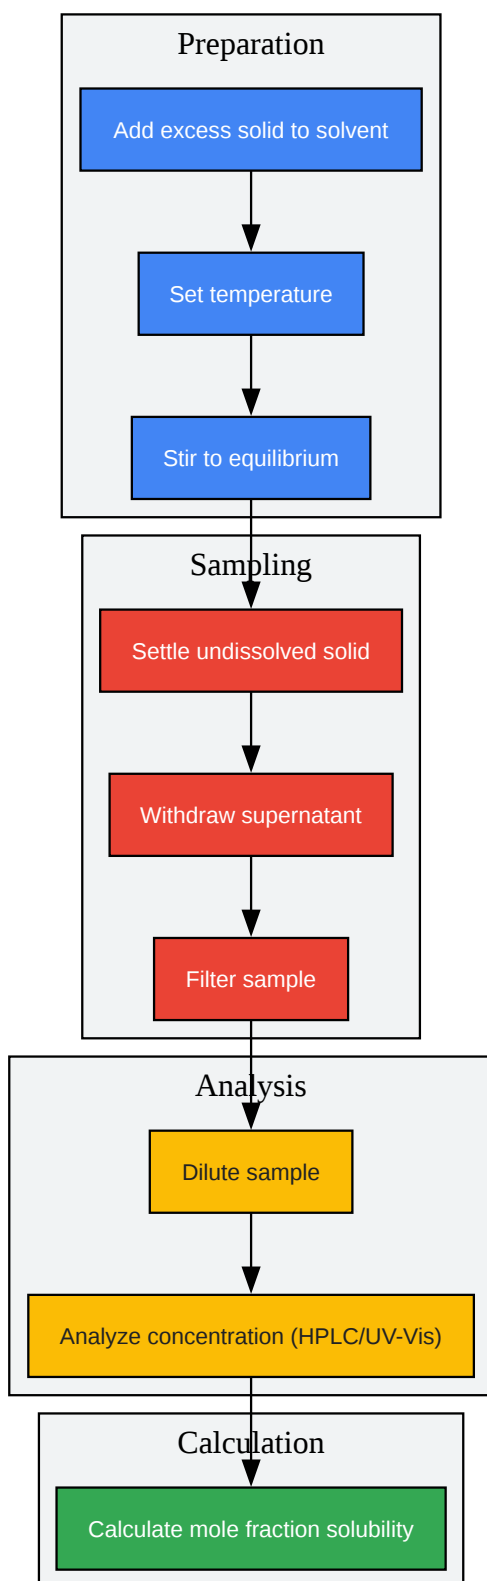 Preparation
Add excess solid to solvent
Set temperature
Stir to equilibrium
Sampling
Settle undissolved solid
Withdraw supernatant
Filter sample
Analysis
Dilute sample
Analyze concentration (HPLC/UV-Vis)
Calculation
Calculate mole fraction solubility